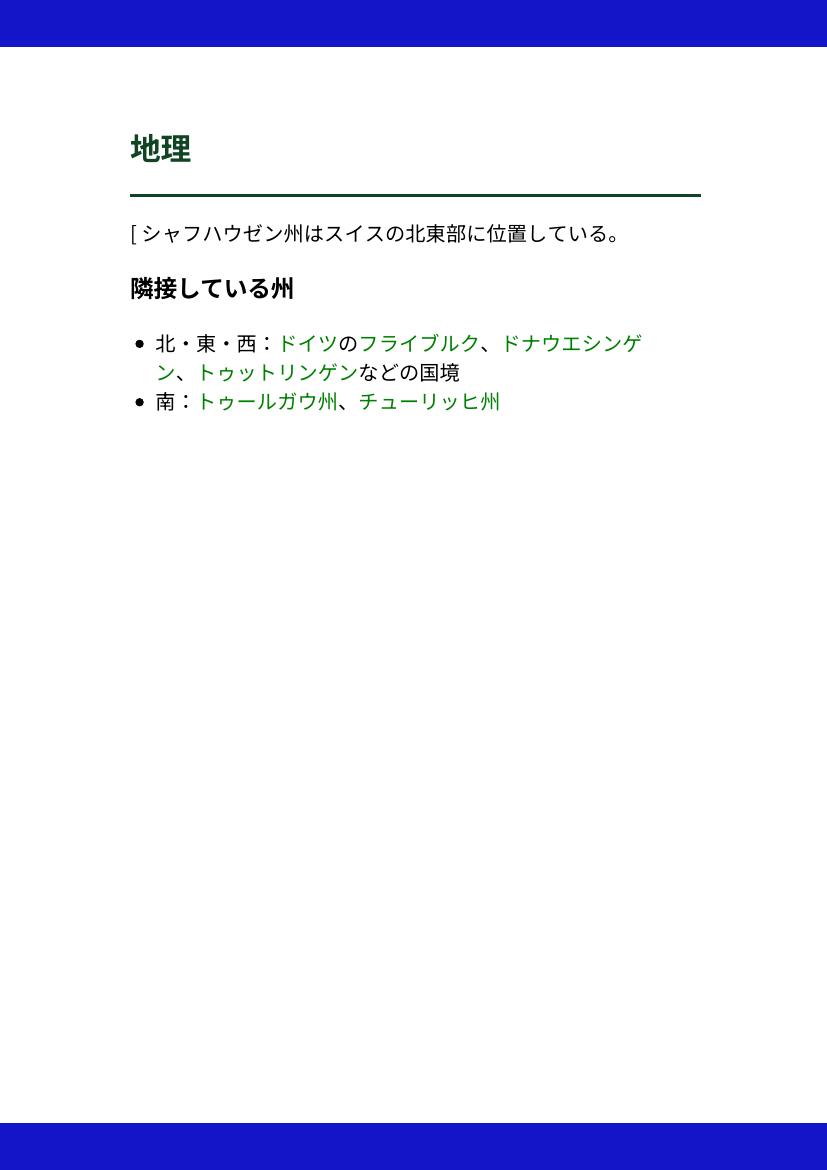 地理
[ シャフハウゼン州はスイスの北東部に位置している。
隣接している州
• 北・東・西：ドイツのフライブルク、ドナウエシンゲ
ン、トゥットリンゲンなどの国境
• 南：トゥールガウ州、チューリッヒ州